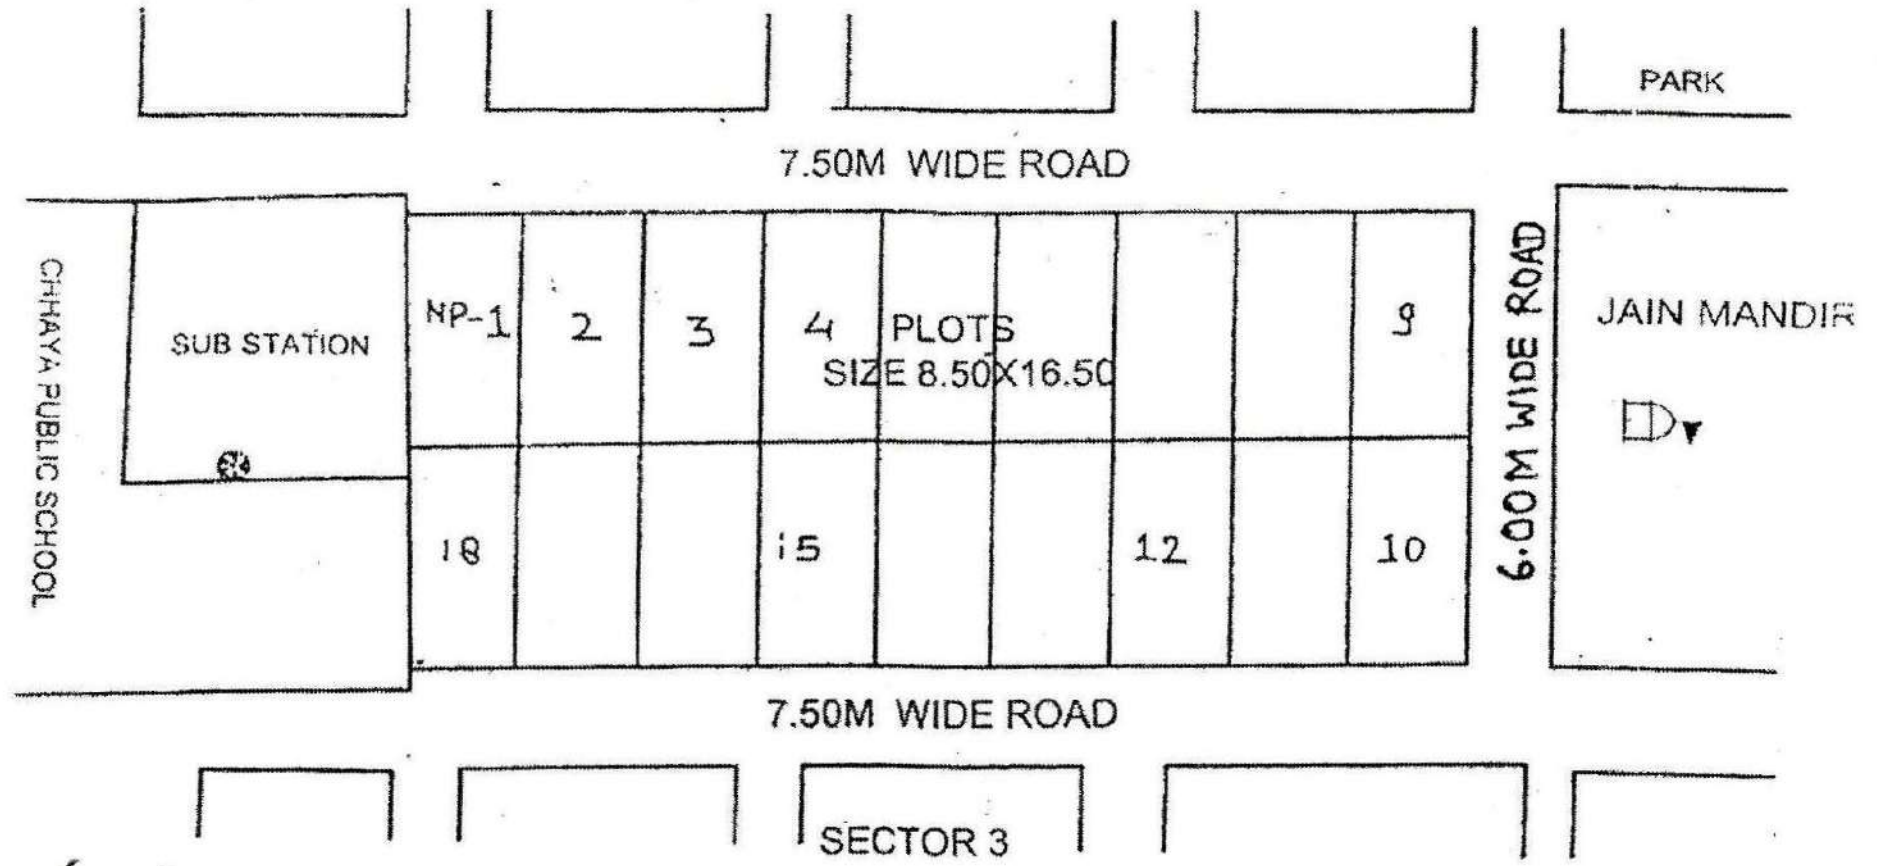 PARK
7.50M WIDE ROAD
CHHAYA PUBLIC SCHOOL
SUB STATION
NP-1
2
3
4
PLOTS
SIZE 8.50X16.50
9
6.00M WIDE ROAD
JAIN MANDIR
18
15
12
10
7.50M WIDE ROAD
SECTOR 3